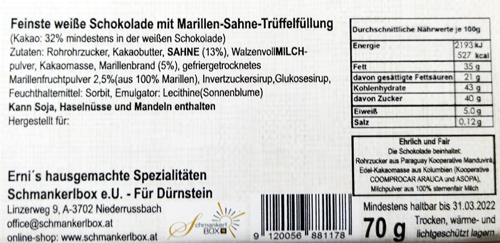 Feinste weiße Schokolade mit Marillen-Sahne-Trüffelfüllung
(Kakao: 32% mindestens in der weißen Schokolade)
Zutaten: Rohrohrzucker, Kakaobutter, SAHNE (13%), WalzenvollMILCH-
pulver, Kakaomasse, Marillenbrand (5%), gefriergetrocknetes
Marillenfruchtpulver 2,5%(aus 100% Marillen), Invertzuckersirup,Glukosesirup,
Feuchthaltemittel: Sorbit, Emulgator: Lecithine(Sonnenblume)
Kann Soja, Haselnüsse und Mandeln enthalten
Hergestellt für:
Erni´s hausgemachte Spezialitäten
Schmankerlbox e.U. - Für Dürnstein
Linzerweg 9, A-3702 Niederrussbach
office@schmankerlbox.at
online-shop: www.schmankerlbox.at
Schmankerl
BOX
9 120056 881178
Durchschnittliche Nährwerte je 100g
Energie 2193 kJ
527 kcal
Fett 35 g
davon gesättigte Fettsäuren 21 g
Kohlenhydrate 43 g
davon Zucker 40 g
Eiweiß 5.0 g
Salz 0.12 g
Ehrlich und Fair
Die Schokolade beinhaltet:
Rohrzucker aus Paraguay Kooperative Manduvira,
Edel-Kakaomasse aus Kolumbien (Kooperative
COOMPROCAR ARAUCA und ASOPA),
Milchpulver aus 100% sternenfair Milch
Mindestens haltbar bis 31.03.2022
70 g Trocken, wärme- und
lichtgeschützt lagern